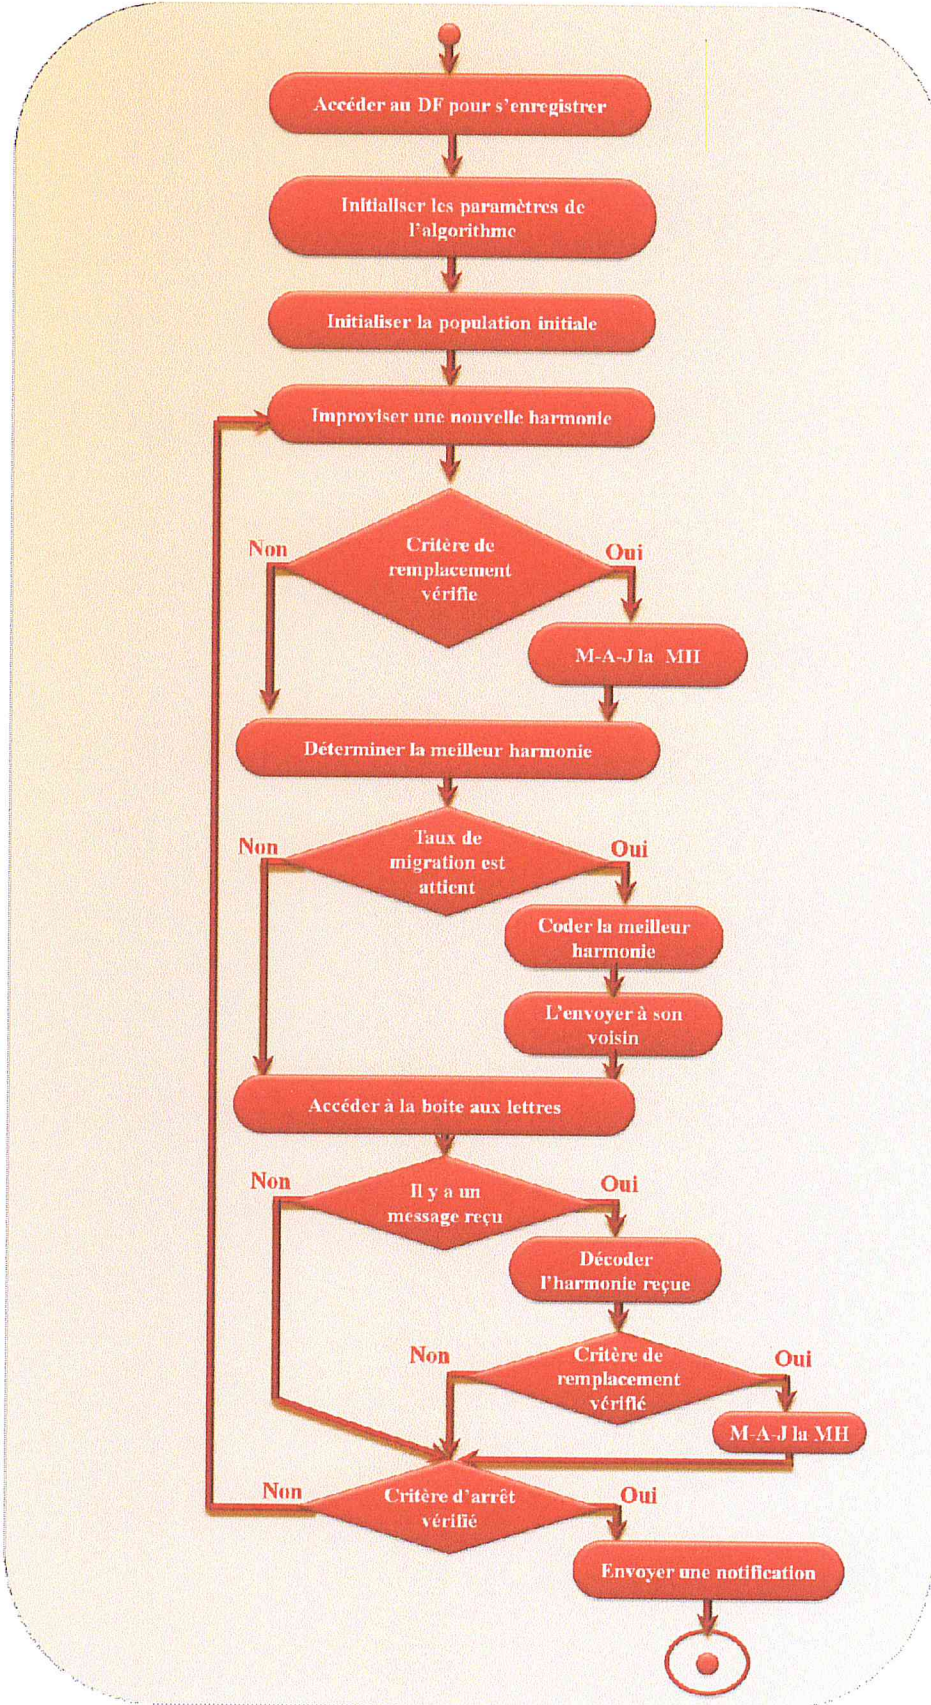 Accéder au DF pour s'enregistrer
Initialiser les paramètres de
l'algorithme
Initialiser la population initiale
Improviser une nouvelle harmonie
Non
Critère de
remplacement
vérifie
Oui
M-A-J la MH
Déterminer la meilleur harmonie
Non
Taux de
migration est
attient
Oui
Coder la meilleur
harmonie
L'envoyer à son
voisin
Accéder à la boite aux lettres
Non
Il y a un
message reçu
Oui
Décoder
l'harmonie reçue
Non
Critère de
remplacement
vérifié
Oui
M-A-J la MH
Non
Critère d'arrêt
vérifié
Oui
Envoyer une notification